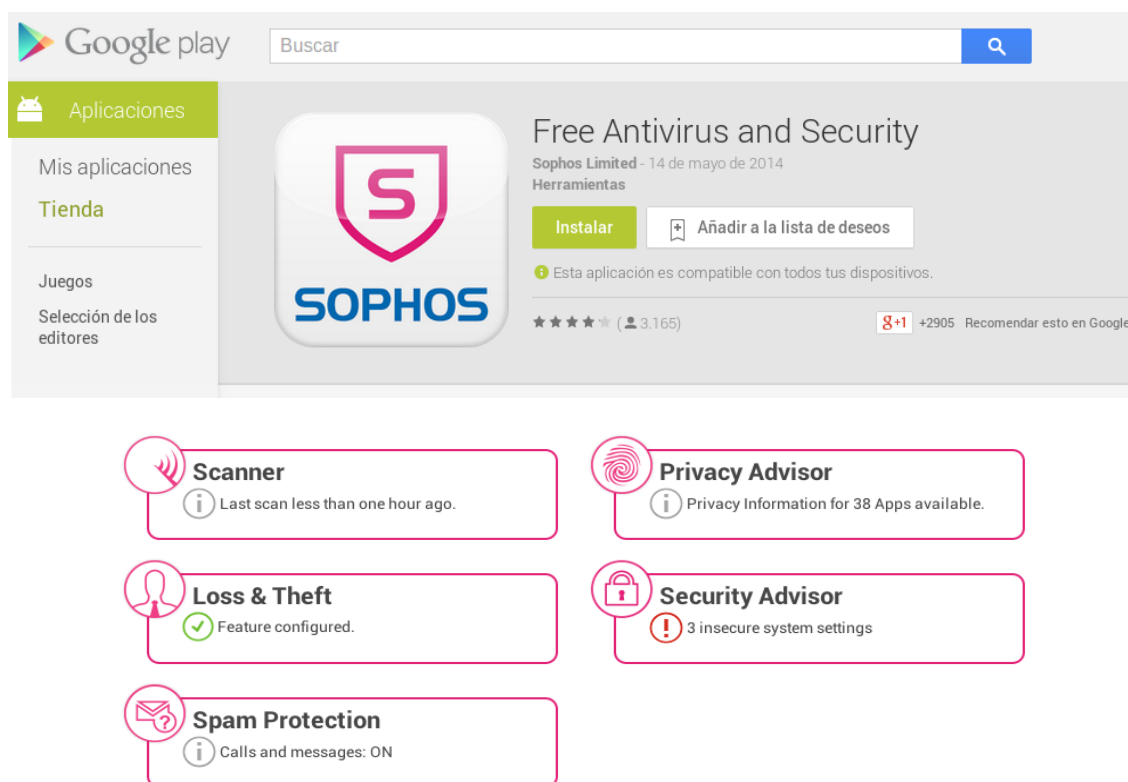 Google play
Buscar
Aplicaciones
Mis aplicaciones
Tienda
Juegos
Selección de los
editores
S
SOPHOS
Free Antivirus and Security
Sophos Limited - 14 de mayo de 2014
Herramientas
Instalar
Añadir a la lista de deseos
Esta aplicación es compatible con todos tus dispositivos.
(3.165)
g+1 +2905 Recomendar esto en Google
Scanner
i Last scan less than one hour ago.
Privacy Advisor
i Privacy Information for 38 Apps available.
Loss & Theft
Feature configured.
Security Advisor
! 3 insecure system settings
?
Spam Protection
i Calls and messages: ON